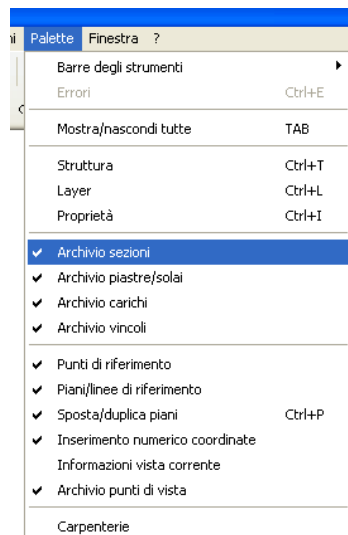 Palette Finestra ?
Barre degli strumenti
Errori Ctrl+E
Mostra/nascondi tutte TAB
Struttura Ctrl+T
Layer Ctrl+L
Proprietà Ctrl+I
Archivio sezioni
Archivio piastre/solai
Archivio carichi
Archivio vincoli
Punti di riferimento
Piani/linee di riferimento
Sposta/duplica piani Ctrl+P
Inserimento numerico coordinate
Informazioni vista corrente
Archivio punti di vista
Carpenterie